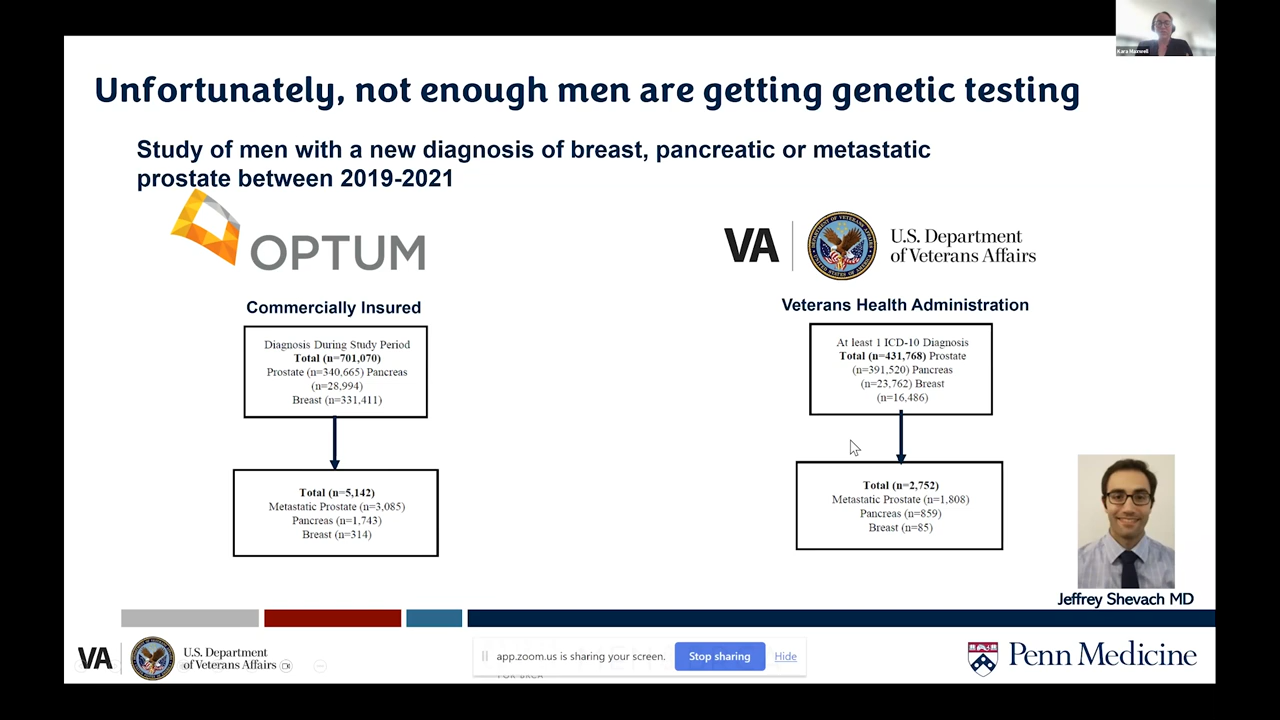 Kara Maxwell
Unfortunately, not enough men are getting genetic testing
Study of men with a new diagnosis of breast, pancreatic or metastatic
prostate between 2019-2021
OPTUM
VA
U.S. Department
of Veterans Affairs
Commercially Insured
Veterans Health Administration
Diagnosis During Study Period
Total (n=701,070)
Prostate (n=340,665) Pancreas
(n=28,994)
Breast (n=331,411)
At least 1 ICD-10 Diagnosis
Total (n=431,768) Prostate
(n=391,520) Pancreas
(n=23,762) Breast
(n=16,486)
Total (n=5,142)
Metastatic Prostate (n=3,085)
Pancreas (n=1,743)
Breast (n=314)
Total (n=2,752)
Metastatic Prostate (n=1,808)
Pancreas (n=859)
Breast (n=85)
Jeffrey Shevach MD
VA
U.S. Department
of Veterans Affairs
app.zoom.us is sharing your screen.
Stop sharing
Hide
Penn Medicine